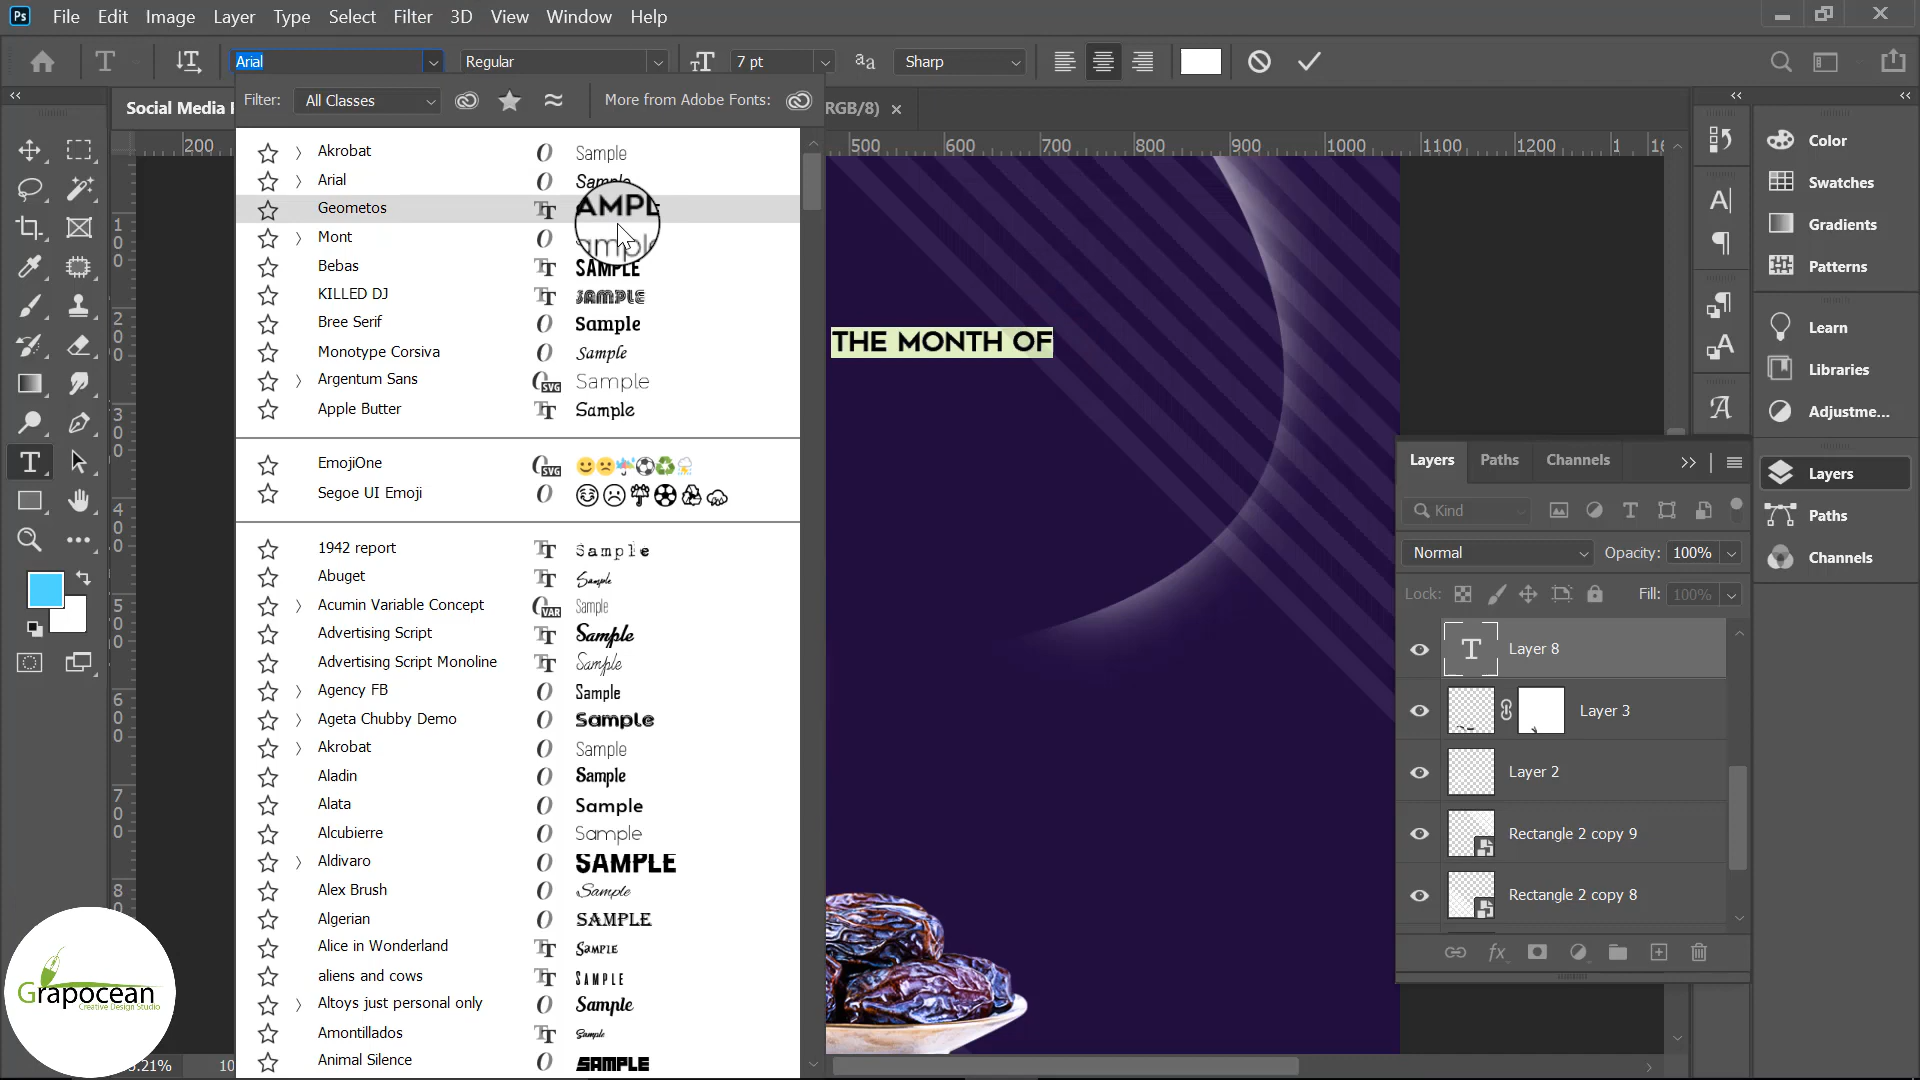 Ps File Edit Image Layer Type Select Filter 3D View Window Help
Arial Regular 7 pt Sharp
Filter: All Classes More from Adobe Fonts:
Social Media RGB/8)
200 500 600 700 800 900 1000 1100 1200
Akrobat Sample
Arial Sample
Geometos AMPL
Mont ample
Bebas SAMPLE
KILLED DJ SAMPLE
Bree Serif Sample
Monotype Corsiva Sample
Argentum Sans Sample
Apple Butter Sample
EmojiOne
Segoe UI Emoji
1942 report Sample
Abuget Sample
Acumin Variable Concept Sample
Advertising Script Sample
Advertising Script Monoline Sample
Agency FB Sample
Ageta Chubby Demo Sample
Akrobat Sample
Aladin Sample
Alata Sample
Alcubierre Sample
Aldivaro SAMPLE
Alex Brush Sample
Algerian SAMPLE
Alice in Wonderland Sample
aliens and cows SAMPLE
Altoys just personal only Sample
Amontillados Sample
Animal Silence SAMPLE
100
200
300
400
500
600
700
THE MONTH OF
Color
Swatches
Gradients
Patterns
Learn
Libraries
Adjustme...
Layers
Paths
Channels
Layers Paths Channels
Kind
Normal Opacity: 100%
Lock: Fill: 100%
Layer 8
Layer 3
Layer 2
Rectangle 2 copy 9
Rectangle 2 copy 8
Grapocean
Creative Design Studio
.21% 10